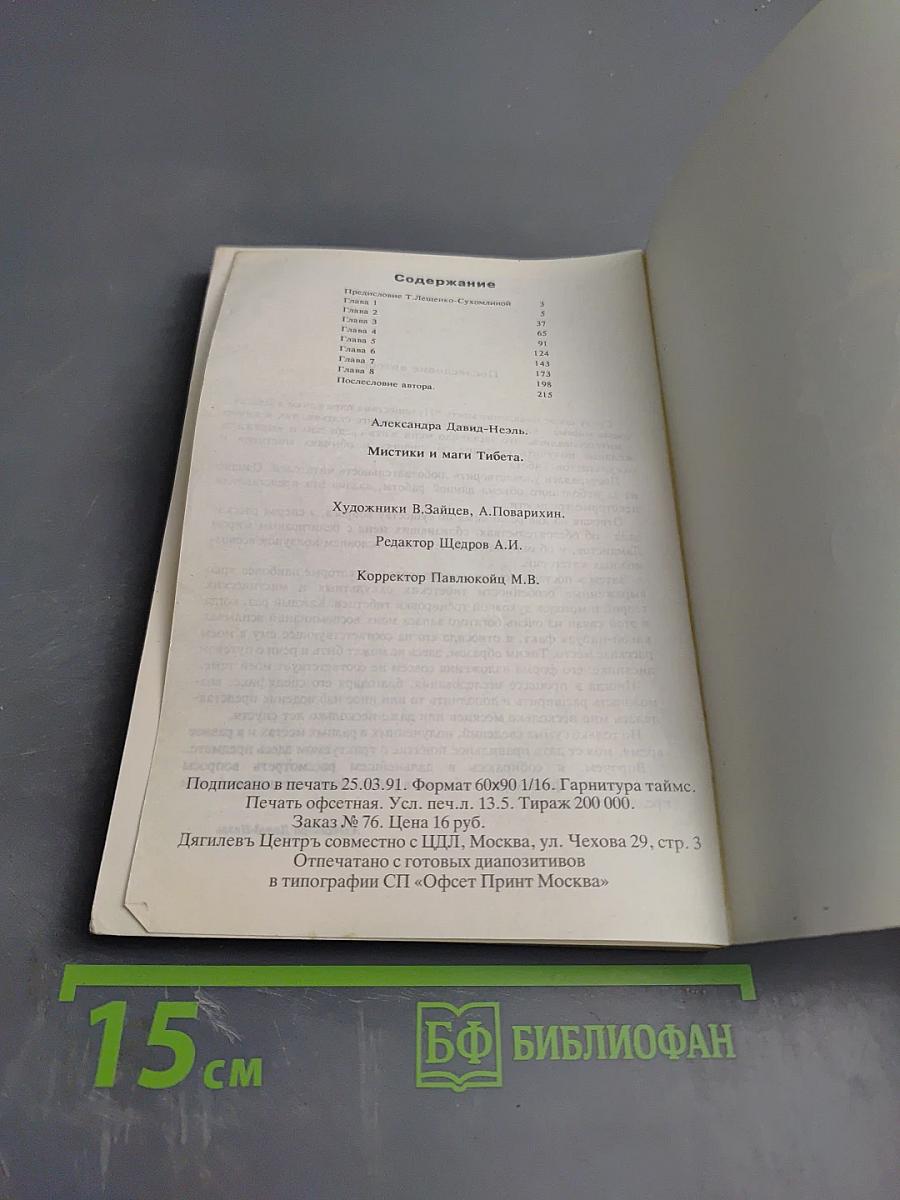 Содержание
Предисловие Т.Лещенко-Сухомлиной 3
Глава 1 5
Глава 2 37
Глава 3 65
Глава 4 91
Глава 5 124
Глава 6 143
Глава 7 173
Глава 8 198
Послесловие автора. 215
Александра Давид-Неэль.
Мистики и маги Тибета.
Художники В.Зайцев, А.Поварихин.
Редактор Щедров А.И.
Корректор Павлюкойц М.В.
Подписано в печать 25.03.91. Формат 60х90 1/16. Гарнитура таймс.
Печать офсетная. Усл. печ.л. 13.5. Тираж 200 000.
Заказ № 76. Цена 16 руб.
Дягилевъ Центръ совместно с ЦДЛ, Москва, ул. Чехова 29, стр. 3
Отпечатано с готовых диапозитивов
в типографии СП «Офсет Принт Москва»
15 см
БФ БИБЛИОФАН